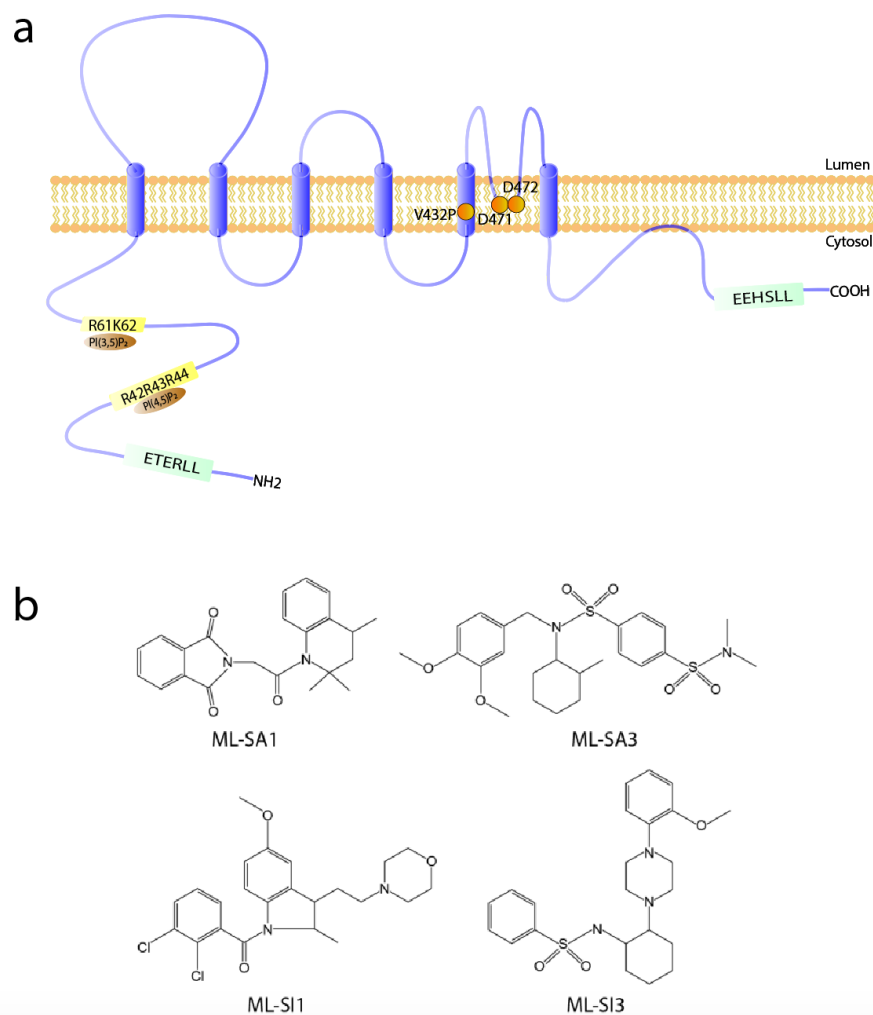 a
Lumen
D472
V432P
D471
Cytosol
EEHSLL
COOH
R61K62
PI(3,5)P₂
R42R43R44
PI(4,5)P₂
ETERLL
NH2
b
O
O
N
O
N
O
O
O
S
N
O
O
S
N
O
O
ML-SA1
ML-SA3
O
O
N
N
Cl
O
Cl
O
N
N
N
S
O
O
ML-SI1
ML-SI3